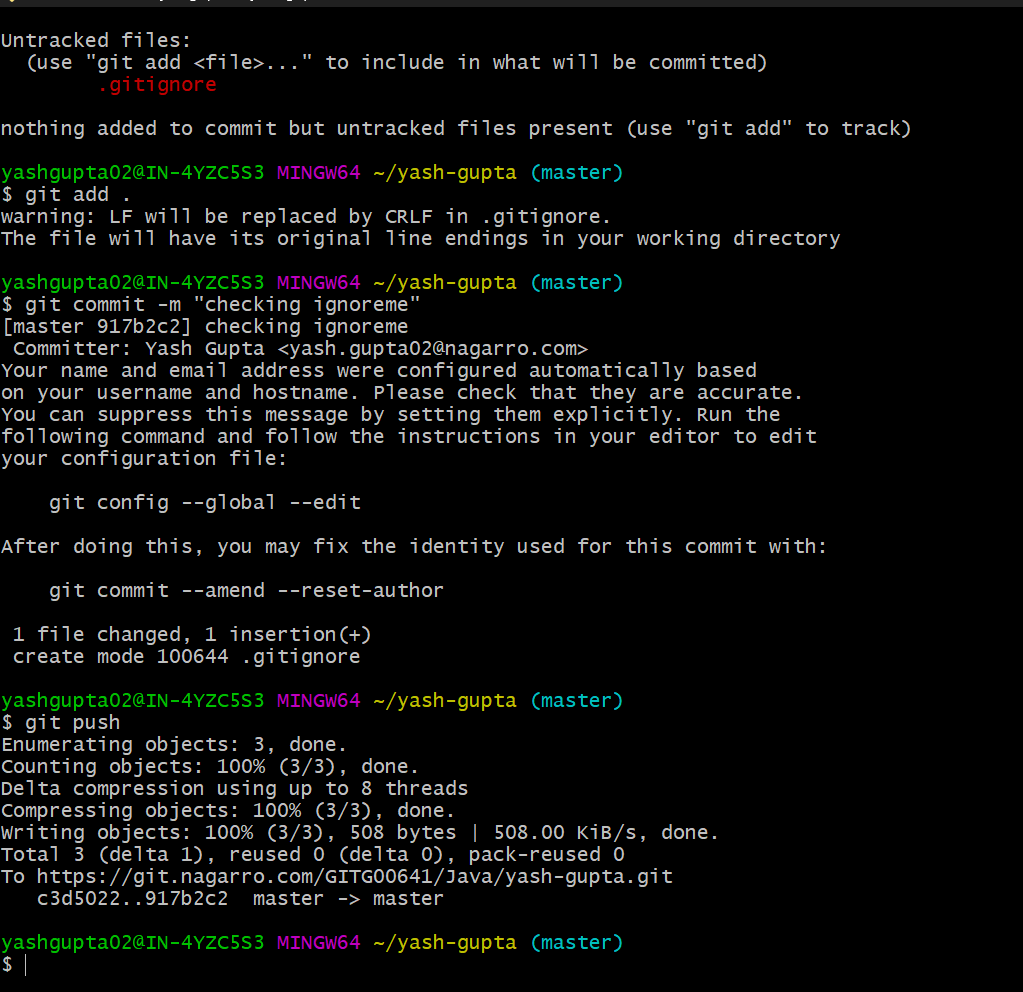 Untracked files:
  (use "git add <file>..." to include in what will be committed)
        .gitignore
nothing added to commit but untracked files present (use "git add" to track)
yashgupta02@IN-4YZC5S3 MINGW64 ~/yash-gupta (master)
$ git add .
warning: LF will be replaced by CRLF in .gitignore.
The file will have its original line endings in your working directory
yashgupta02@IN-4YZC5S3 MINGW64 ~/yash-gupta (master)
$ git commit -m "checking ignoreme"
[master 917b2c2] checking ignoreme
 Committer: Yash Gupta <yash.gupta02@nagarro.com>
Your name and email address were configured automatically based
on your username and hostname. Please check that they are accurate.
You can suppress this message by setting them explicitly. Run the
following command and follow the instructions in your editor to edit
your configuration file:
    git config --global --edit
After doing this, you may fix the identity used for this commit with:
    git commit --amend --reset-author
 1 file changed, 1 insertion(+)
 create mode 100644 .gitignore
yashgupta02@IN-4YZC5S3 MINGW64 ~/yash-gupta (master)
$ git push
Enumerating objects: 3, done.
Counting objects: 100% (3/3), done.
Delta compression using up to 8 threads
Compressing objects: 100% (3/3), done.
Writing objects: 100% (3/3), 508 bytes | 508.00 KiB/s, done.
Total 3 (delta 1), reused 0 (delta 0), pack-reused 0
To https://git.nagarro.com/GITG00641/Java/yash-gupta.git
   c3d5022..917b2c2  master -> master
yashgupta02@IN-4YZC5S3 MINGW64 ~/yash-gupta (master)
$